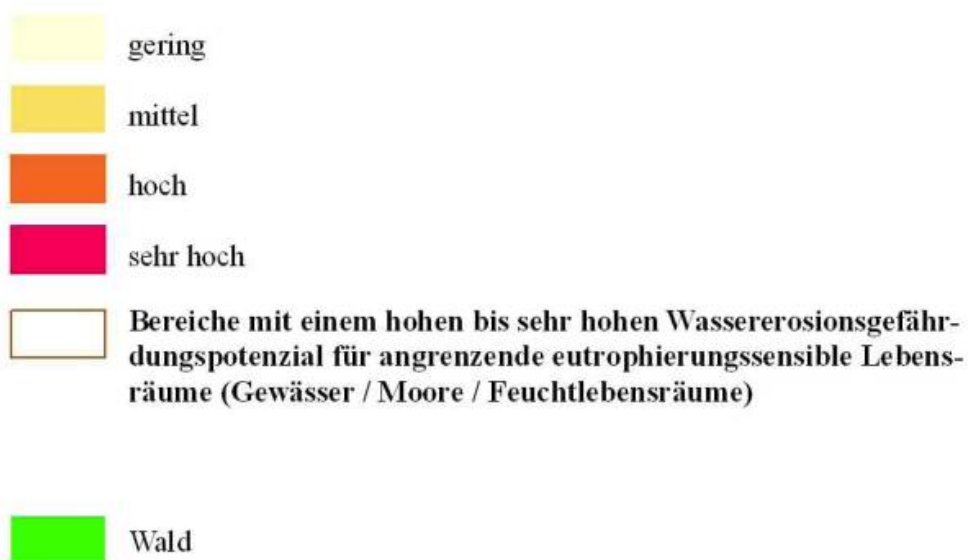 gering
mittel
hoch
sehr hoch
Bereiche mit einem hohen bis sehr hohen Wassererosionsgefähr-
dungspotenzial für angrenzende eutrophierungssensible Lebens-
räume (Gewässer / Moore / Feuchtlebensräume)
Wald